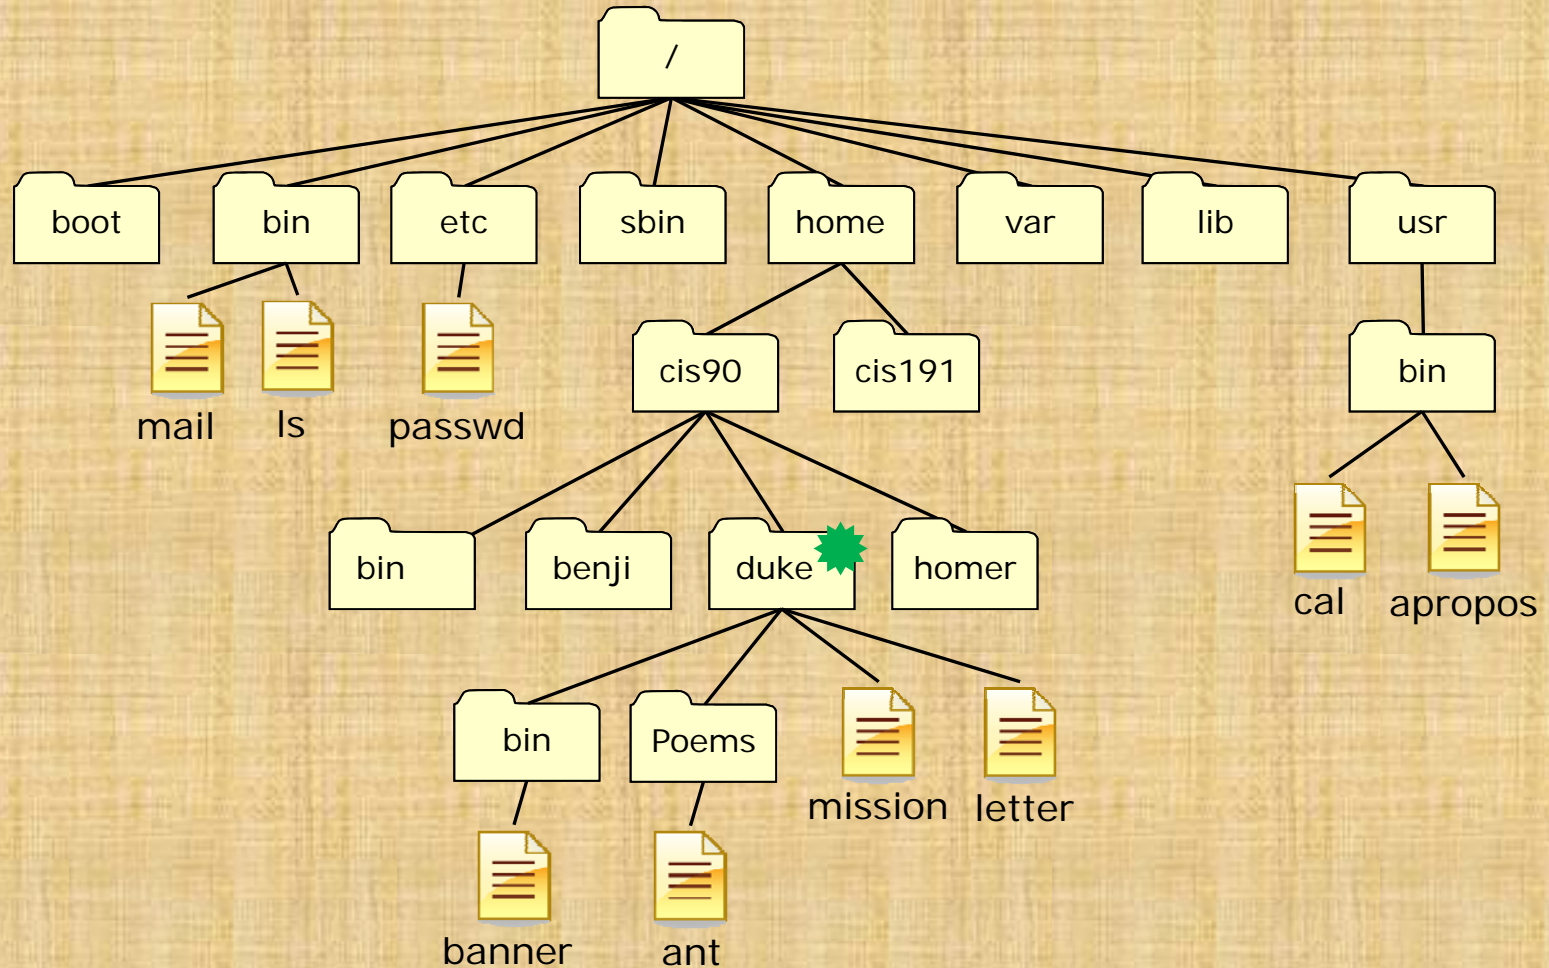 /
boot bin etc sbin home var lib usr
mail ls passwd
cis90 cis191 bin
bin benji duke homer
cal apropos
bin Poems
mission letter
banner ant